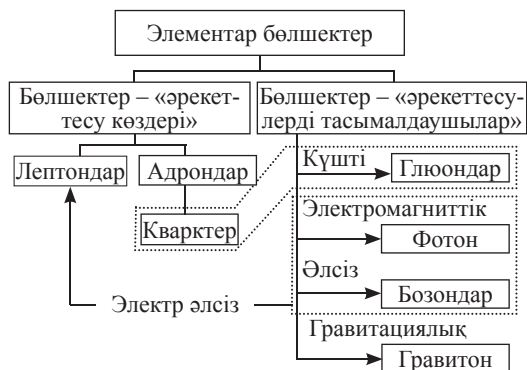 Элементар бөлшектер
Бөлшектер – «әрекет-
тесу көздері»
Бөлшектер – «әрекеттесу-
лерді тасымалдаушылар»
Лептондар
Адрондар
Күшті
Глюондар
Кварктер
Электромагниттік
Фотон
Әлсіз
Электр әлсіз
Бозондар
Гравитациялық
Гравитон